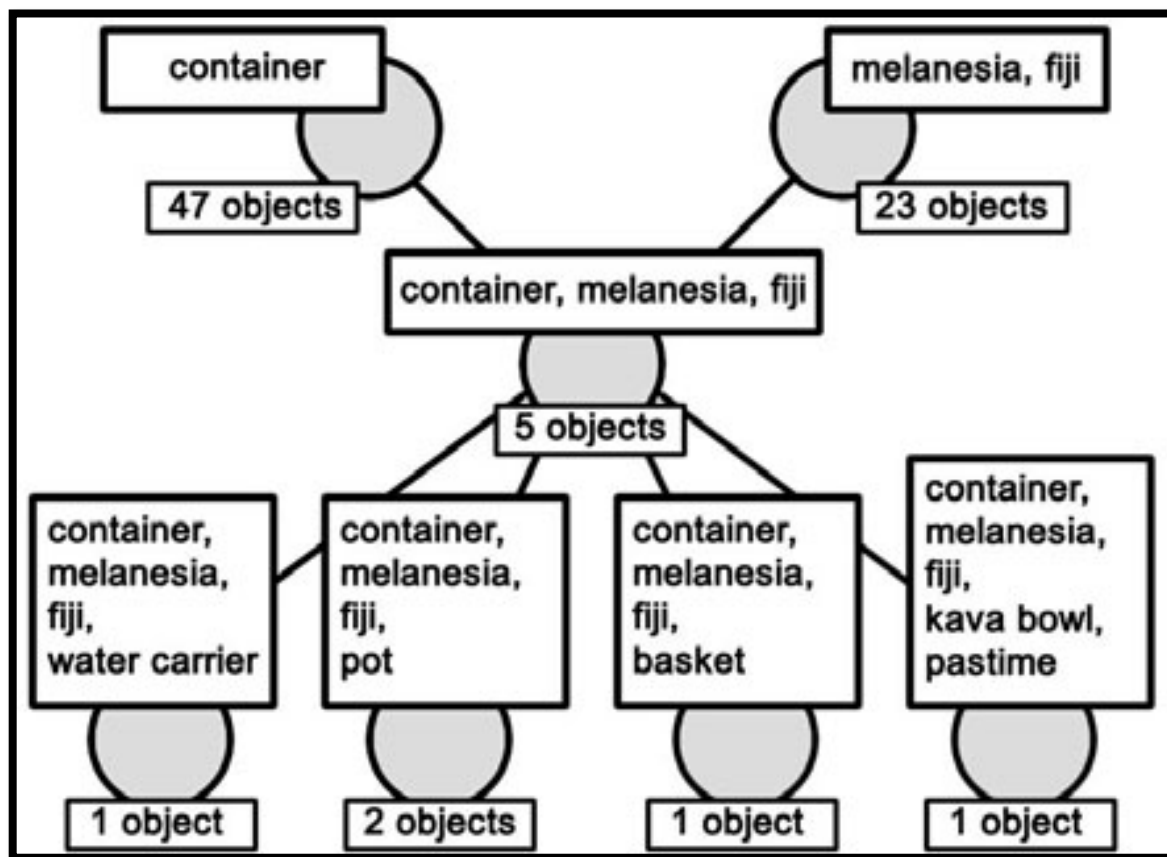 container
melanesia, fiji
47 objects
23 objects
container, melanesia, fiji
5 objects
container,
melanesia,
fiji,
water carrier
container,
melanesia,
fiji,
pot
container,
melanesia,
fiji,
basket
container,
melanesia,
fiji,
kava bowl,
pastime
1 object
2 objects
1 object
1 object